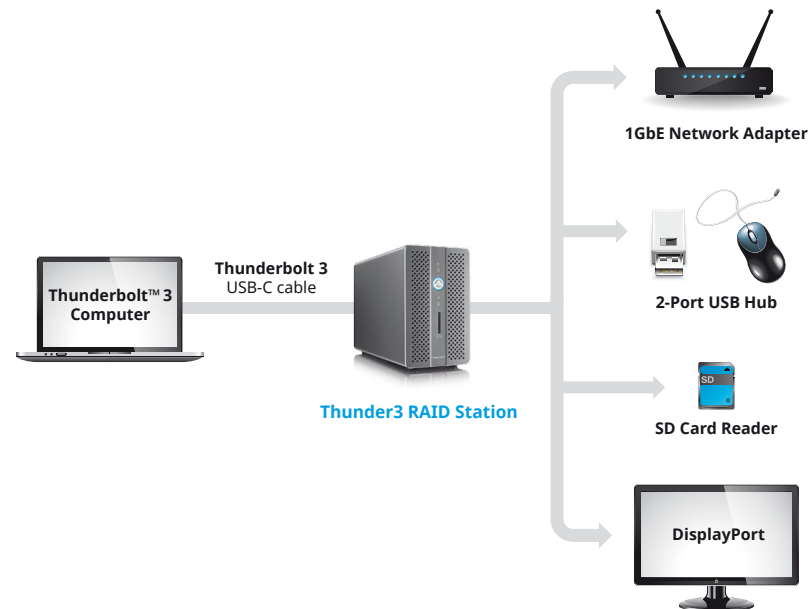 1GbE Network Adapter
Thunderbolt™ 3
Computer
Thunderbolt 3
USB-C cable
2-Port USB Hub
Thunder3 RAID Station
SD
SD Card Reader
DisplayPort